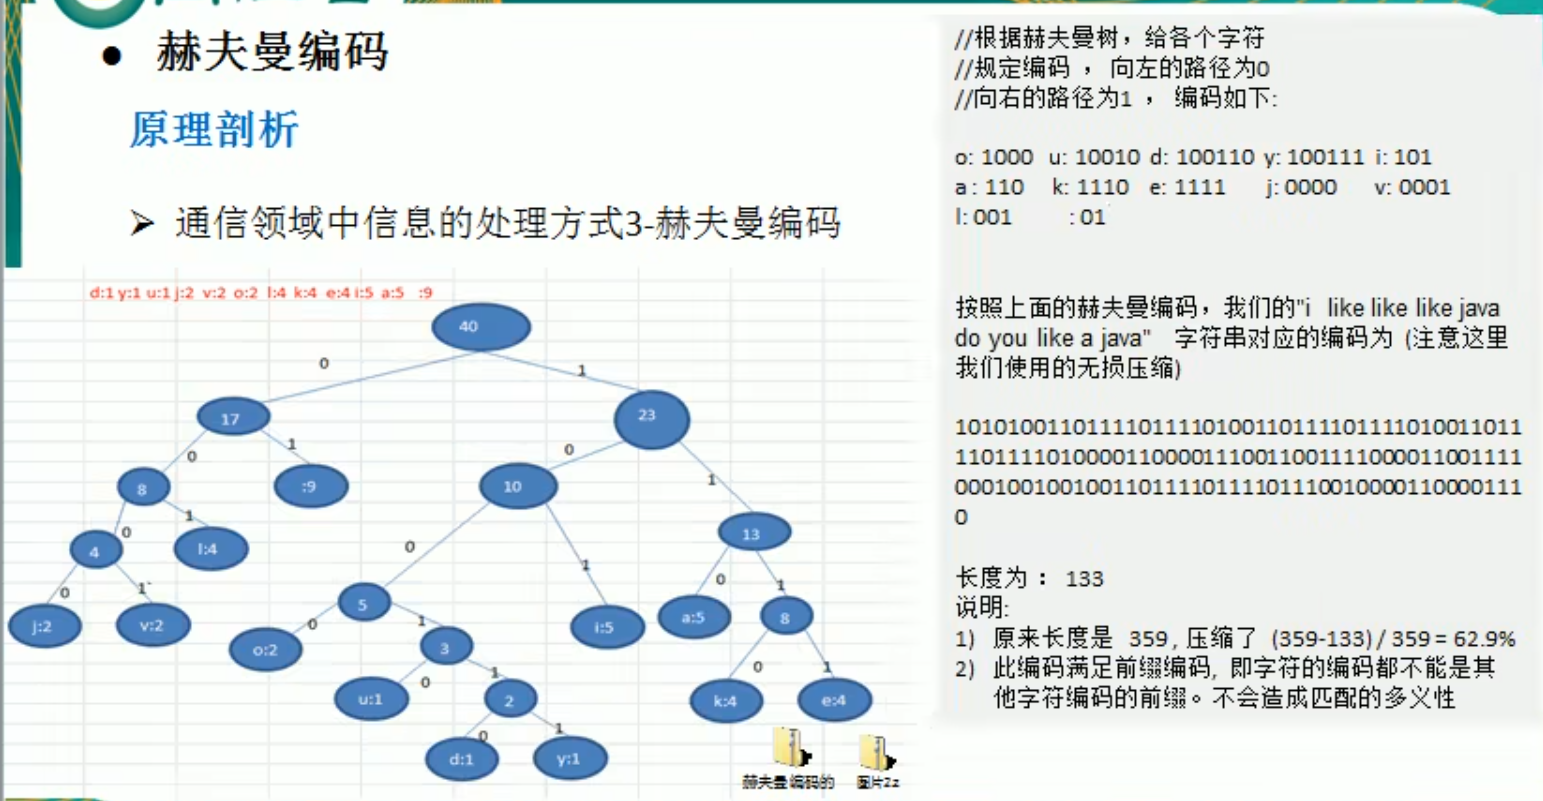 ● 赫夫曼编码
原理剖析
➢ 通信领域中信息的处理方式3-赫夫曼编码
d:1 y:1 u:1 j:2 v:2 o:2 l:4 k:4 e:4 i:5 a:5 :9
40
0
1
17
23
0
1
0
1
8
:9
10
13
0
1
0
1
0
1
4
l:4
5
i:5
a:5
8
0
1
0
1
0
1
j:2
v:2
o:2
3
k:4
e:4
0
1
u:1
2
0
1
d:1
y:1
赫夫曼编码的
图片2z
//根据赫夫曼树，给各个字符
//规定编码 ， 向左的路径为0
//向右的路径为1 ， 编码如下:
o: 1000 u: 10010 d: 100110 y: 100111 i: 101
a : 110 k: 1110 e: 1111 j: 0000 v: 0001
l: 001 : 01
按照上面的赫夫曼编码，我们的"i like like like java
do you like a java" 字符串对应的编码为 (注意这里
我们使用的无损压缩)
10101001101111011110100110111101111010011011
11011110100001100001110011001111000011001111
00010010010011011110111101110010000110000111
0
长度为 ： 133
说明:
1) 原来长度是 359 , 压缩了 (359-133) / 359 = 62.9%
2) 此编码满足前缀编码, 即字符的编码都不能是其
他字符编码的前缀。不会造成匹配的多义性